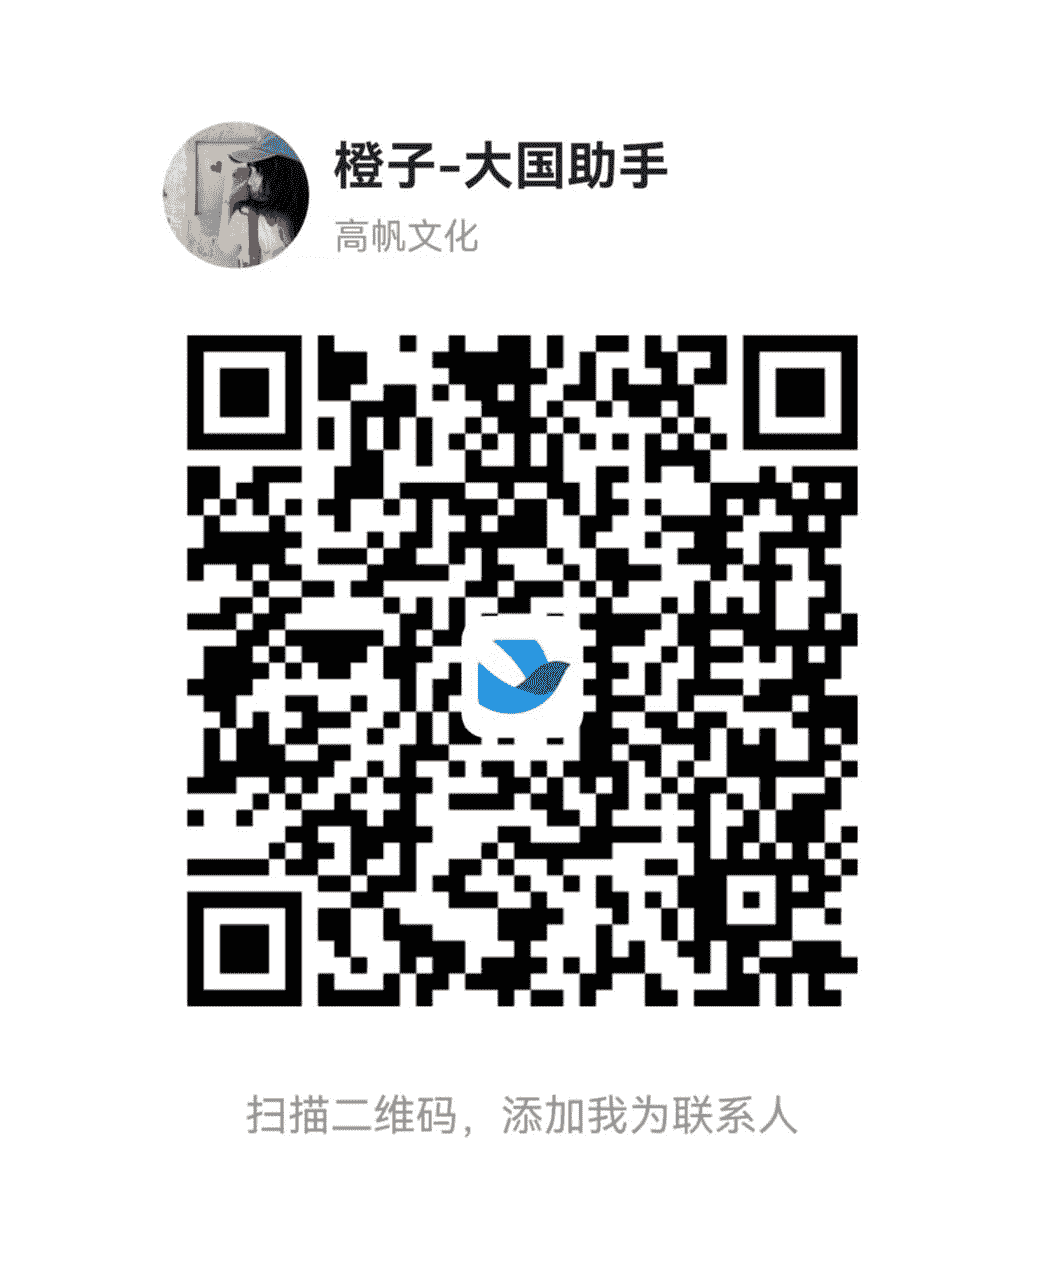 橙子-大国助手
高帆文化
扫描二维码，添加我为联系人